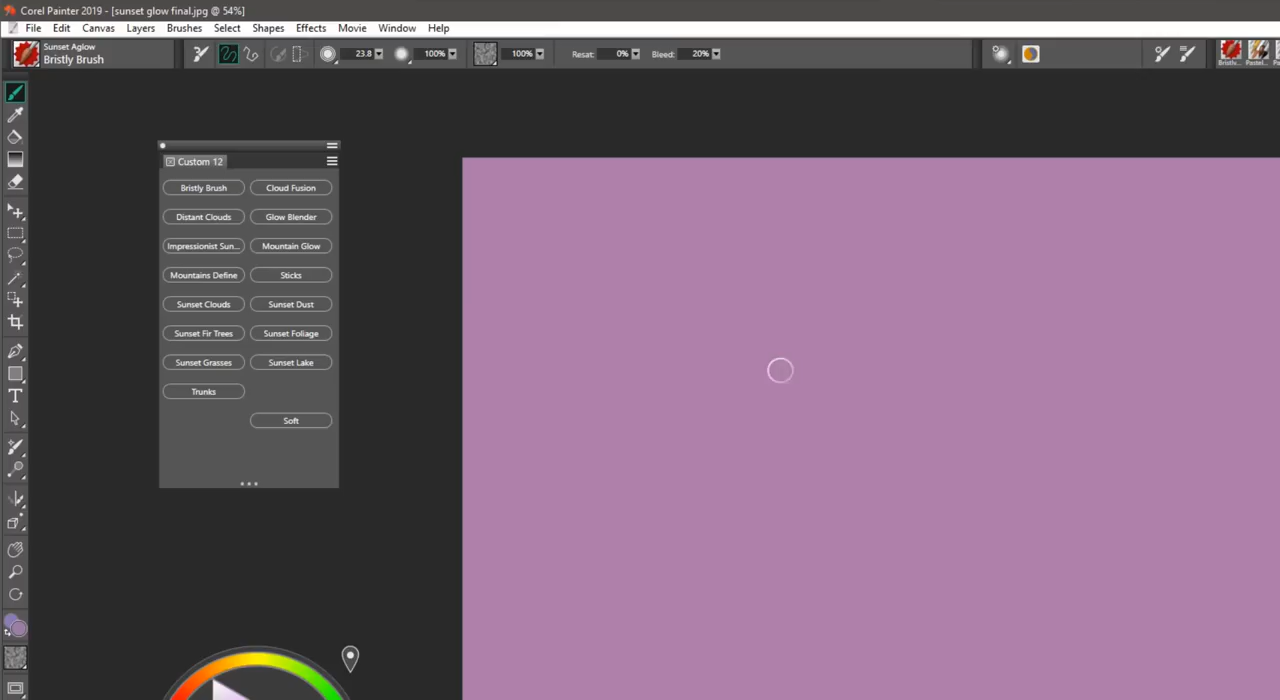 Corel Painter 2019 - [sunset glow final.jpg @ 54%]
File Edit Canvas Layers Brushes Select Shapes Effects Movie Window Help
Sunset Aglow
Bristly Brush
23.8 100% 100% Resat: 0% Bleed: 20%
Bristl... Pastel...
Custom 12
Bristly Brush Cloud Fusion
Distant Clouds Glow Blender
Impressionist Sun... Mountain Glow
Mountains Define Sticks
Sunset Clouds Sunset Dust
Sunset Fir Trees Sunset Foliage
Sunset Grasses Sunset Lake
Trunks
Soft